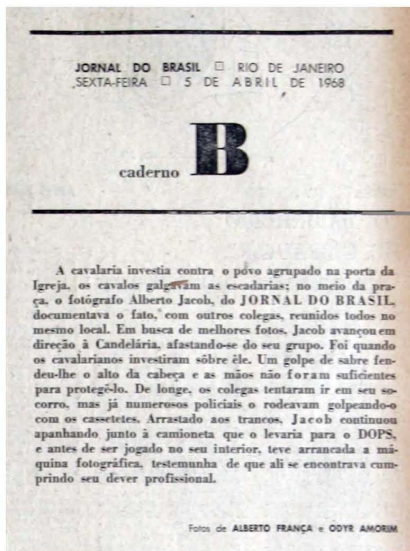 JORNAL DO BRASIL □ RIO DE JANEIRO
SEXTA-FEIRA □ 5 DE ABRIL DE 1968
caderno B
A cavalaria investia contra o povo agrupado na porta da
Igreja, os cavalos galgavam as escadarias; no meio da pra-
ça, o fotógrafo Alberto Jacob, do JORNAL DO BRASIL,
documentava o fato, com outros colegas, reunidos todos no
mesmo local. Em busca de melhores fotos, Jacob avançou em
direção à Candelária, afastando-se do seu grupo. Foi quando
os cavalarianos investiram sôbre êle. Um golpe de sabre fen-
deu-lhe o alto da cabeça e as mãos não foram suficientes
para protegê-lo. De longe, os colegas tentaram ir em seu so-
corro, mas já numerosos policiais o rodeavam golpeando-o
com os cassetetes. Arrastado aos trancos, Jacob continuou
apanhando junto à camioneta que o levaria para o DOPS,
e antes de ser jogado no seu interior, teve arrancada a má-
quina fotográfica, testemunha de que ali se encontrava cum-
prindo seu dever profissional.
Fotos de ALBERTO FRANÇA e ODYR AMORIM